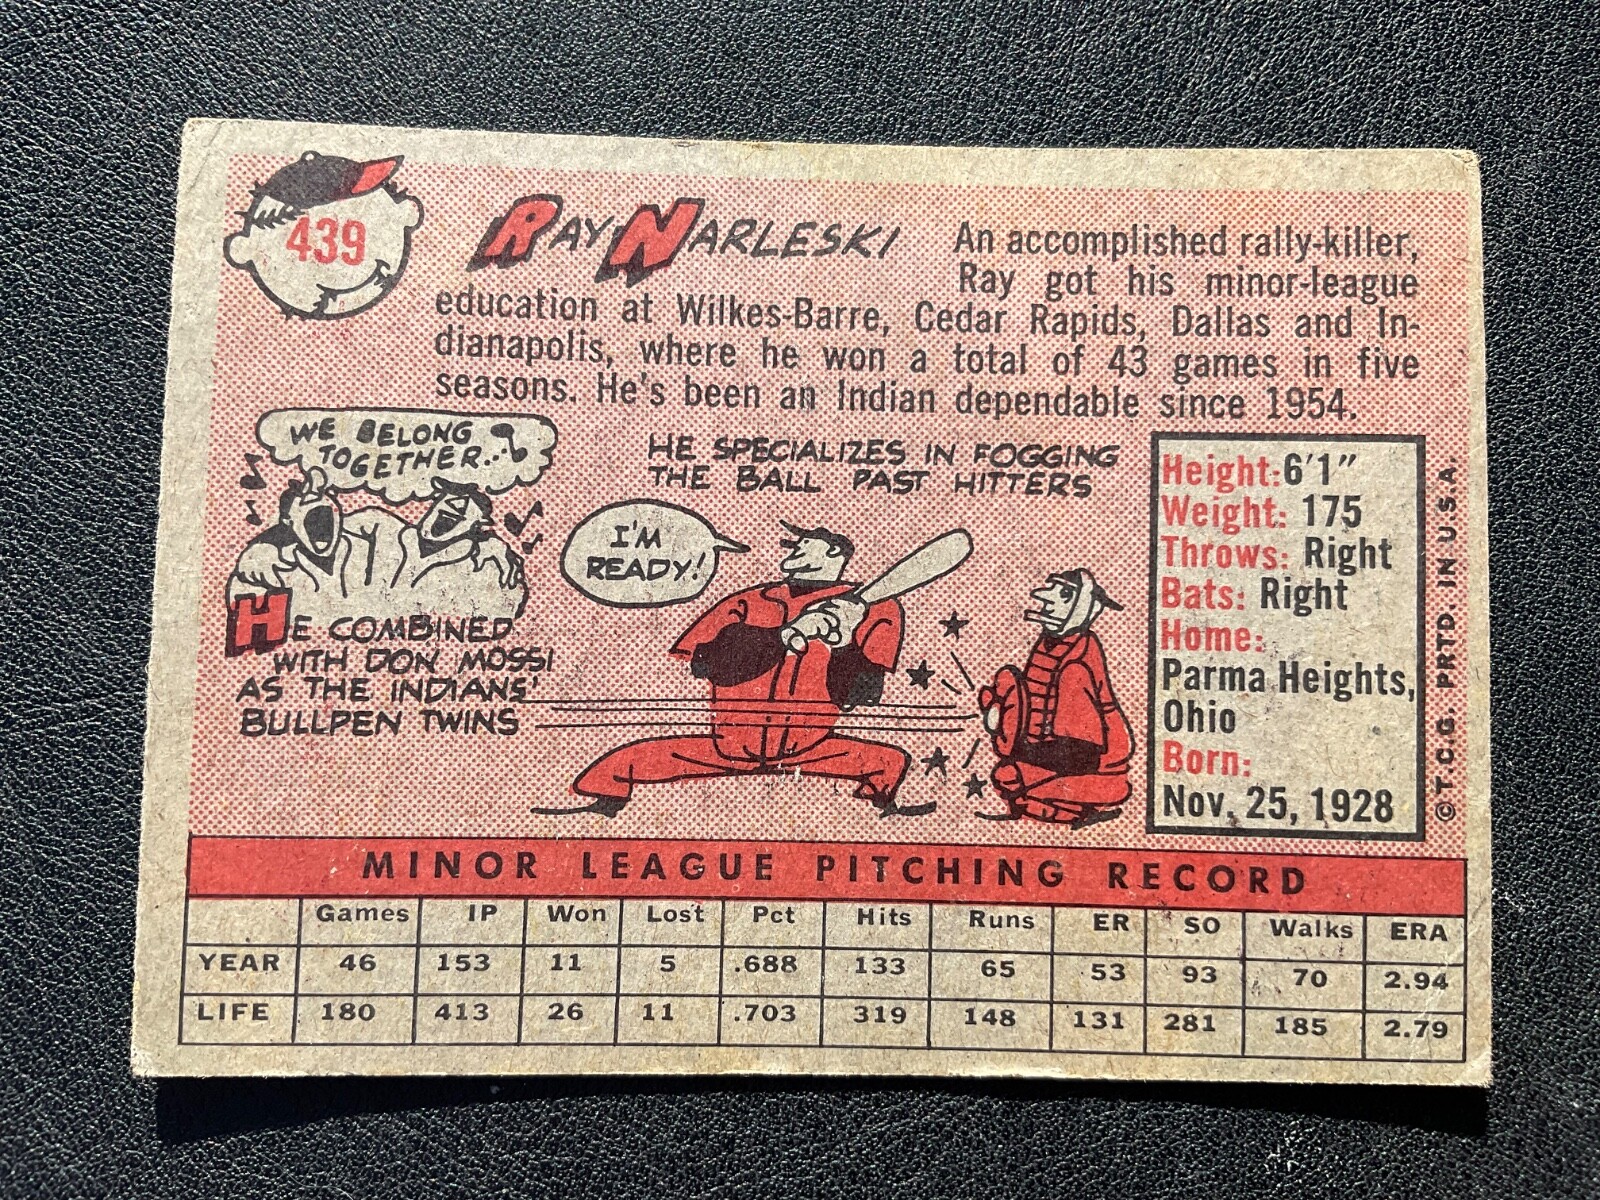 439
RAY NARLESKI
An accomplished rally-killer,
Ray got his minor-league
education at Wilkes-Barre, Cedar Rapids, Dallas and In-
dianapolis, where he won a total of 43 games in five
seasons. He's been an Indian dependable since 1954.
WE BELONG
TOGETHER..
HE COMBINED
WITH DON MOSSI
AS THE INDIANS'
BULLPEN TWINS
HE SPECIALIZES IN FOGGING
THE BALL PAST HITTERS
I'M
READY!
Height: 6'1"
Weight: 175
Throws: Right
Bats: Right
Home:
Parma Heights,
Ohio
Born:
Nov. 25, 1928
© T.C.G. PRTD. IN U.S.A.
MINOR LEAGUE PITCHING RECORD
Games IP Won Lost Pct Hits Runs ER SO Walks ERA
YEAR 46 153 11 5 .688 133 65 53 93 70 2.94
LIFE 180 413 26 11 .703 319 148 131 281 185 2.79